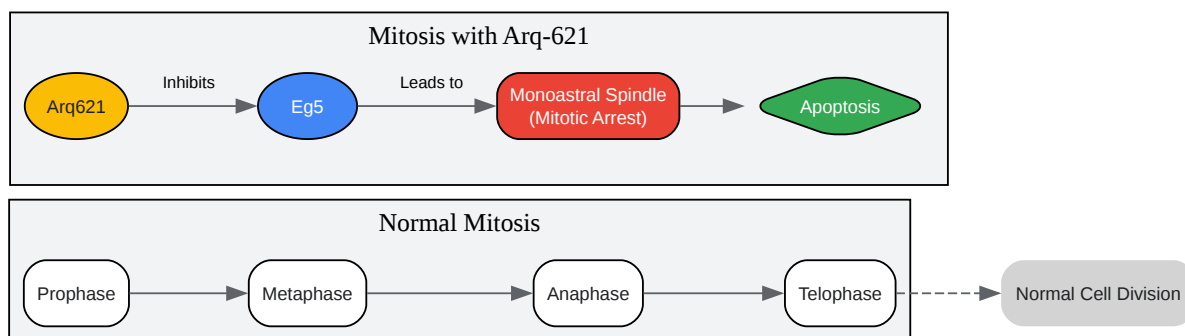 Mitosis with Arq-621
Arq621
Inhibits
Eg5
Leads to
Monoastral Spindle
(Mitotic Arrest)
Apoptosis
Normal Mitosis
Prophase
Metaphase
Anaphase
Telophase
Normal Cell Division